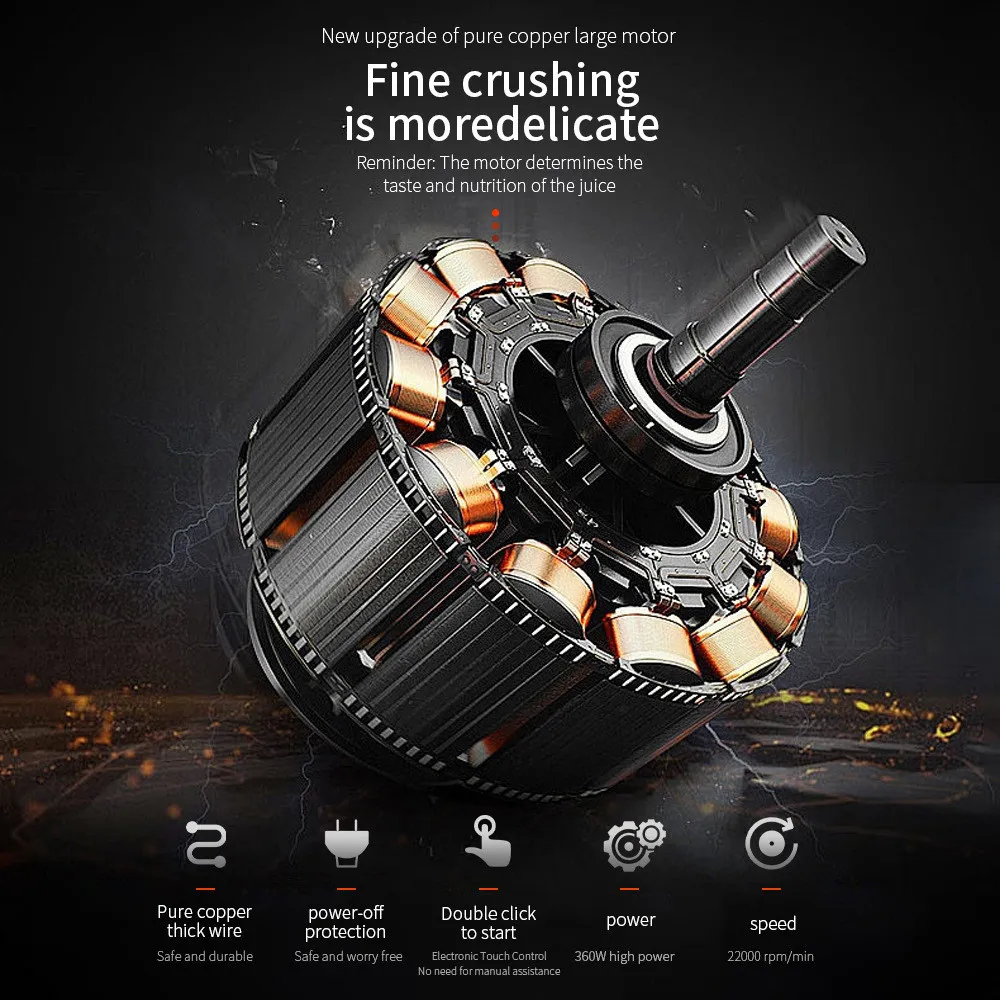 New upgrade of pure copper large motor
Fine crushing
is moredelicate
Reminder: The motor determines the
taste and nutrition of the juice
Pure copper
thick wire
Safe and durable
power-off
protection
Safe and worry free
Double click
to start
Electronic Touch Control
No need for manual assistance
power
360W high power
speed
22000 rpm/min